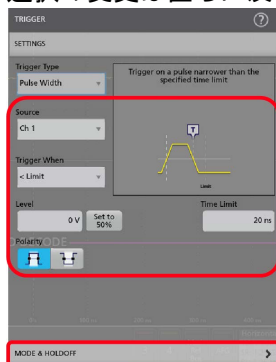 TRIGGER ?
SETTINGS
Trigger Type
Pulse Width
Trigger on a pulse narrower than the
specified time limit
Source
Ch 1
T
Trigger When
< Limit
Limit
Level
Time Limit
0 V
Set to
50%
20 ns
Polarity
MODE & HOLDOFF